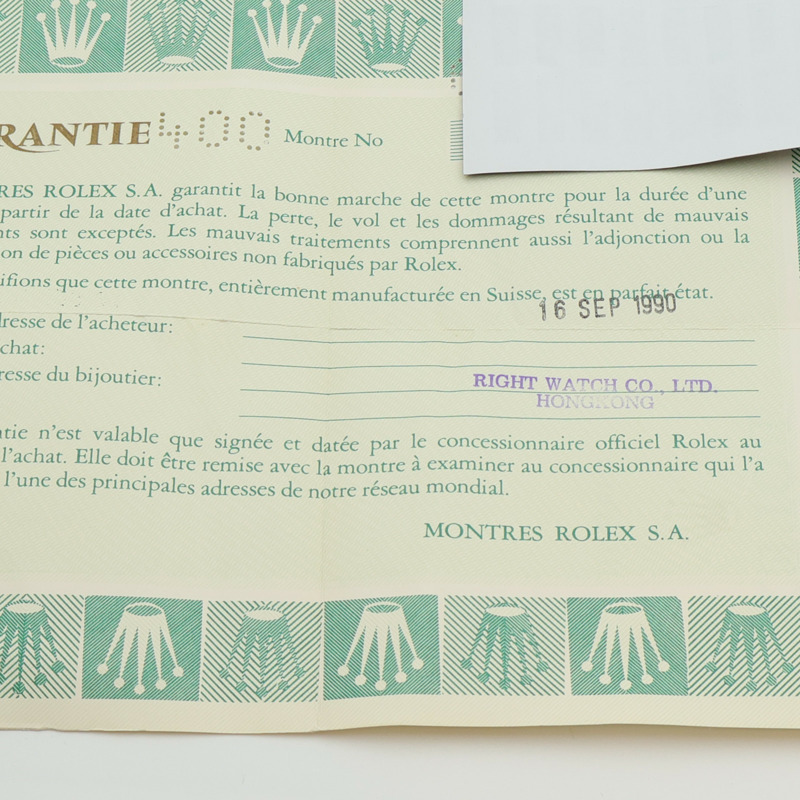 RANTIE 400 Montre No
RES ROLEX S.A. garantit la bonne marche de cette montre pour la durée d'une
partir de la date d'achat. La perte, le vol et les dommages résultant de mauvais
nts sont exceptés. Les mauvais traitements comprennent aussi l'adjonction ou la
on de pièces ou accessoires non fabriqués par Rolex.
ifions que cette montre, entièrement manufacturée en Suisse, est en parfait état.
16 SEP 1990
resse de l'acheteur:
chat:
resse du bijoutier:
RIGHT WATCH CO., LTD.
HONGKONG
tie n'est valable que signée et datée par le concessionnaire officiel Rolex au
l'achat. Elle doit être remise avec la montre à examiner au concessionnaire qui l'a
l'une des principales adresses de notre réseau mondial.
MONTRES ROLEX S.A.